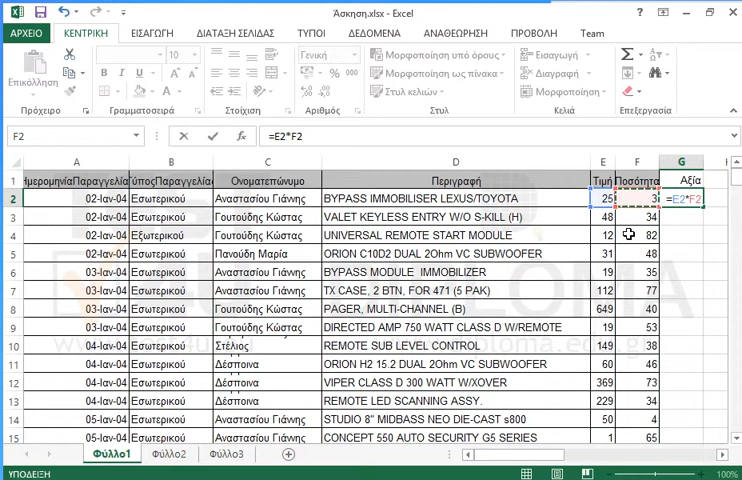 Άσκηση.xlsx - Excel
ΑΡΧΕΙΟ ΚΕΝΤΡΙΚΗ ΕΙΣΑΓΩΓΗ ΔΙΑΤΑΞΗ ΣΕΛΙΔΑΣ ΤΥΠΟΙ ΔΕΔΟΜΕΝΑ ΑΝΑΘΕΩΡΗΣΗ ΠΡΟΒΟΛΗ Team
10 Γενική Μορφοποίηση υπό όρους Εισαγωγή
Επικόλληση B I U Μορφοποίηση ως πίνακα Διαγραφή
Στυλ κελιών Μορφοποίηση
Πρόχειρο Γραμματοσειρά Στοίχιση Αριθμός Στυλ Κελιά Επεξεργασία
F2 =E2*F2
A B C D E F G H
1 ΗμερομηνίαΠαραγγελία ΤύποςΠαραγγελίας Ονοματεπώνυμο Περιγραφή Τιμή Ποσότητα Αξία
2 02-Ιαν-04 Εσωτερικού Αναστασίου Γιάννης BYPASS IMMOBILISER LEXUS/TOYOTA 25 3 =E2*F2
3 02-Ιαν-04 Εσωτερικού Γουτούδης Κώστας VALET KEYLESS ENTRY W/O S-KILL (H) 48 34
4 02-Ιαν-04 Εξωτερικού Γουτούδης Κώστας UNIVERSAL REMOTE START MODULE 12 82
5 02-Ιαν-04 Εσωτερικού Πανούδη Μαρία ORION C10D2 DUAL 2Ohm VC SUBWOOFER 31 48
6 03-Ιαν-04 Εσωτερικού Αναστασίου Γιάννης BYPASS MODULE IMMOBILIZER 19 35
7 03-Ιαν-04 Εσωτερικού Αναστασίου Γιάννης TX CASE, 2 BTN, FOR 471 (5 PAK) 112 77
8 03-Ιαν-04 Εσωτερικού Γουτούδης Κώστας PAGER, MULTI-CHANNEL (B) 649 40
9 03-Ιαν-04 Εσωτερικού Γουτούδης Κώστας DIRECTED AMP 750 WATT CLASS D W/REMOTE 19 53
10 04-Ιαν-04 Εσωτερικού Στέλιος REMOTE SUB LEVEL CONTROL 149 38
11 04-Ιαν-04 Εσωτερικού Δέσποινα ORION H2 15.2 DUAL 2Ohm VC SUBWOOFER 60 46
12 04-Ιαν-04 Εσωτερικού Δέσποινα VIPER CLASS D 300 WATT W/XOVER 369 73
13 04-Ιαν-04 Εσωτερικού Δέσποινα REMOTE LED SCANNING ASSY. 229 34
14 05-Ιαν-04 Εσωτερικού Αναστασίου Γιάννης STUDIO 8" MIDBASS NEO DIE-CAST s800 50 4
15 05-Ιαν-04 Εσωτερικού Αναστασίου Γιάννης CONCEPT 550 AUTO SECURITY G5 SERIES 1 65
Φύλλο1 Φύλλο2 Φύλλο3
ΥΠΟΔΕΙΞΗ 100%